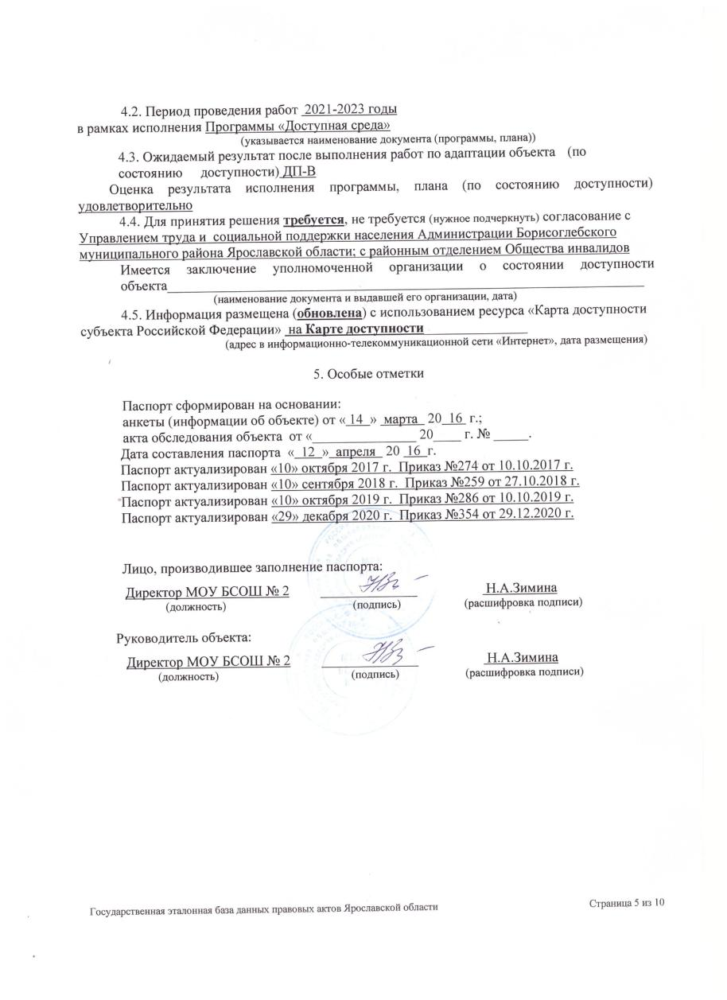 4.2. Период проведения работ 2021-2023 годы
в рамках исполнения Программы «Доступная среда»
(указывается наименование документа (программы, плана))
4.3. Ожидаемый результат после выполнения работ по адаптации объекта (по
состоянию доступности) ДП-В
Оценка результата исполнения программы, плана (по состоянию доступности)
удовлетворительно
4.4. Для принятия решения требуется, не требуется (нужное подчеркнуть) согласование с
Управлением труда и социальной поддержки населения Администрации Борисоглебского
муниципального района Ярославской области; с районным отделением Общества инвалидов
Имеется заключение уполномоченной организации о состоянии доступности
объекта____
(наименование документа и выдавшей его организации, дата)
4.5. Информация размещена (обновлена) с использованием ресурса «Карта доступности
субъекта Российской Федерации» на Карте доступности
(адрес в информационно-телекоммуникационной сети «Интернет», дата размещения)
5. Особые отметки
Паспорт сформирован на основании:
анкеты (информации об объекте) от « 14 » марта 20 16 г.;
акта обследования объекта от «____ 20____ г. № ____.
Дата составления паспорта « 12 » апреля 20 16 г.
Паспорт актуализирован «10» октября 2017 г. Приказ №274 от 10.10.2017 г.
Паспорт актуализирован «10» сентября 2018 г. Приказ №259 от 27.10.2018 г.
Паспорт актуализирован «10» октября 2019 г. Приказ №286 от 10.10.2019 г.
Паспорт актуализирован «29» декабря 2020 г. Приказ №354 от 29.12.2020 г.
Лицо, производившее заполнение паспорта:
Директор МОУ БСОШ № 2 Н.А.Зимина
(должность) (подпись) (расшифровка подписи)
Руководитель объекта:
Директор МОУ БСОШ № 2 Н.А.Зимина
(должность) (подпись) (расшифровка подписи)
Государственная эталонная база данных правовых актов Ярославской области Страница 5 из 10